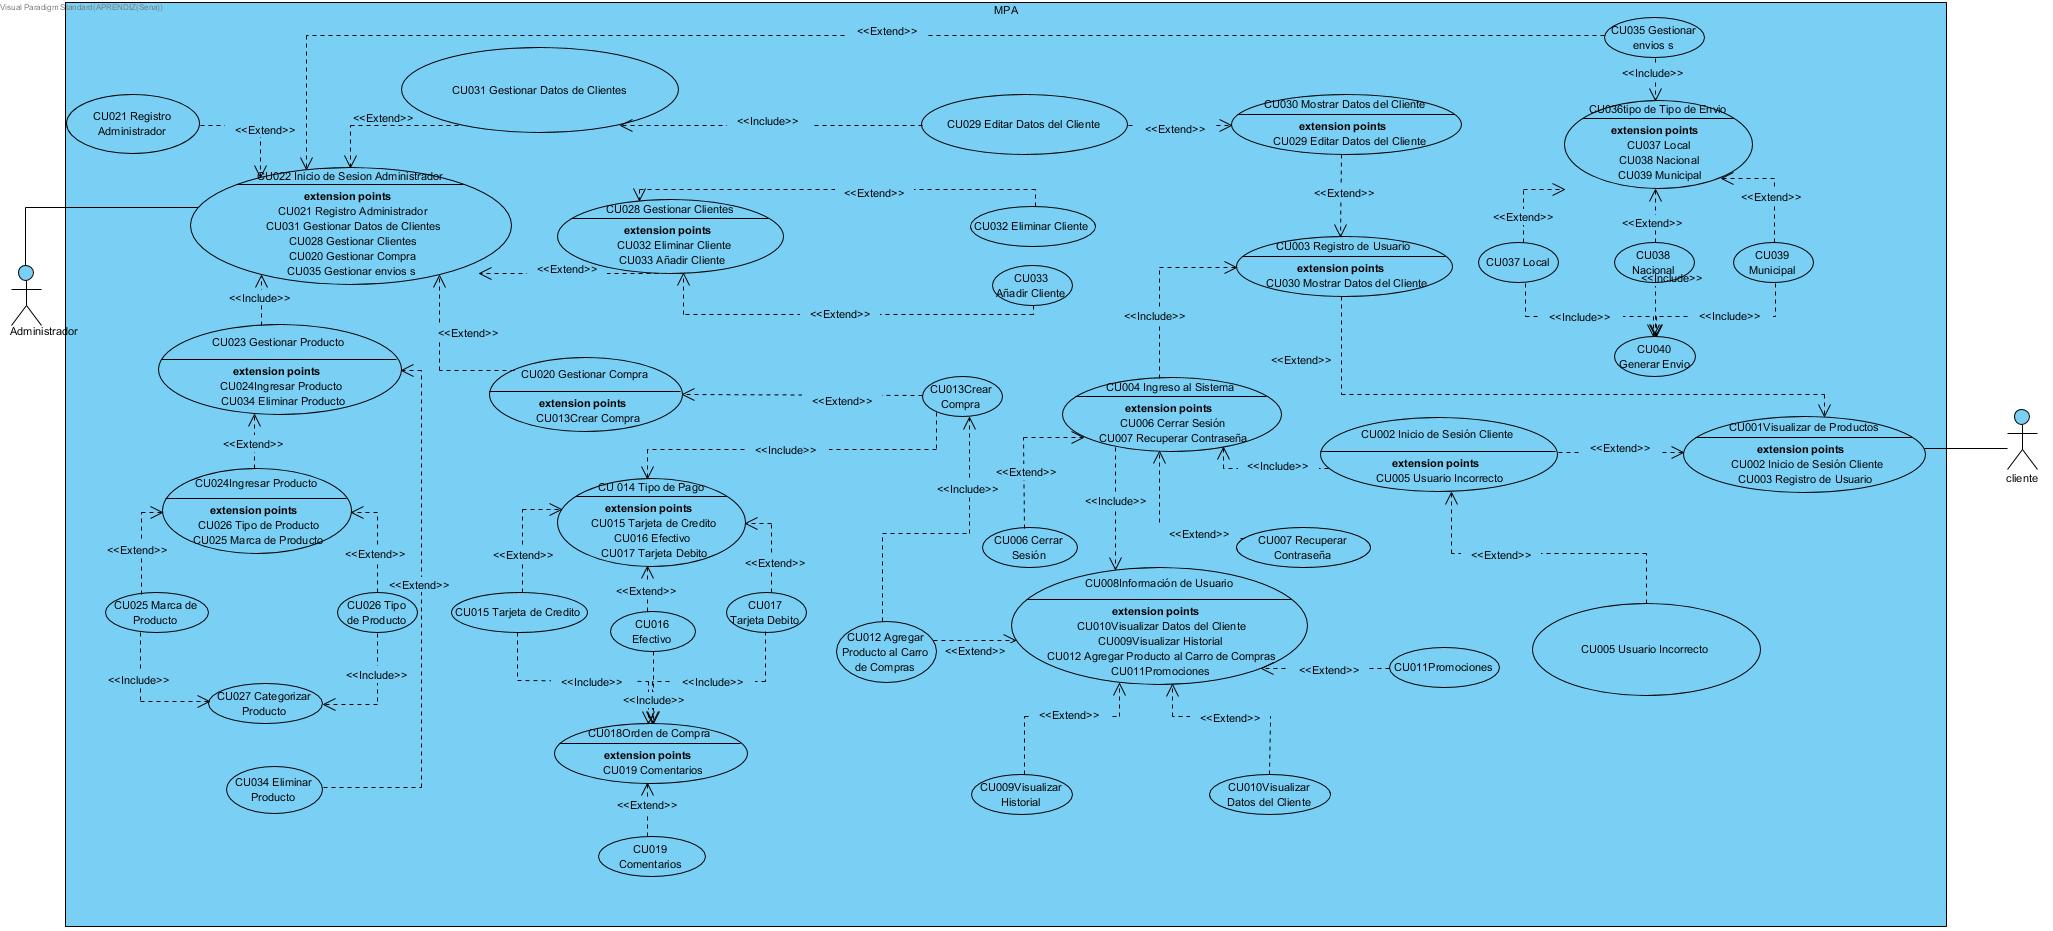 Visual Paradigm Standard(APRENDIZ(Sena))
MPA
<<Extend>>
CU035 Gestionar
envios s
<<Include>>
CU031 Gestionar Datos de Clientes
CU021 Registro
Administrador
<<Extend>>
<<Extend>>
<<Include>>
CU029 Editar Datos del Cliente
<<Extend>>
CU030 Mostrar Datos del Cliente
extension points
CU029 Editar Datos del Cliente
CU036tipo de Tipo de Envio
extension points
CU037 Local
CU038 Nacional
CU039 Municipal
CU022 Inicio de Sesion Administrador
extension points
CU021 Registro Administrador
CU031 Gestionar Datos de Clientes
CU028 Gestionar Clientes
CU020 Gestionar Compra
CU035 Gestionar envios s
<<Extend>>
CU028 Gestionar Clientes
extension points
CU032 Eliminar Cliente
CU033 Añadir Cliente
CU032 Eliminar Cliente
<<Extend>>
<<Extend>>
<<Extend>>
<<Extend>>
CU003 Registro de Usuario
extension points
CU030 Mostrar Datos del Cliente
CU037 Local
CU038
Nacional
<<Include>>
CU039
Municipal
<<Extend>>
CU033
Añadir Cliente
<<Extend>>
Administrador
<<Include>>
<<Extend>>
<<Include>>
<<Include>>
<<Include>>
CU040
Generar Envio
CU023 Gestionar Producto
extension points
CU024Ingresar Producto
CU034 Eliminar Producto
<<Extend>>
CU020 Gestionar Compra
extension points
CU013Crear Compra
<<Extend>>
CU013Crear
Compra
CU004 Ingreso al Sistema
extension points
CU006 Cerrar Sesión
CU007 Recuperar Contraseña
CU002 Inicio de Sesión Cliente
extension points
CU005 Usuario Incorrecto
<<Extend>>
CU001Visualizar de Productos
extension points
CU002 Inicio de Sesión Cliente
CU003 Registro de Usuario
cliente
<<Extend>>
<<Include>>
<<Include>>
<<Extend>>
<<Include>>
<<Include>>
CU024Ingresar Producto
extension points
CU026 Tipo de Producto
CU025 Marca de Producto
CU 014 Tipo de Pago
extension points
CU015 Tarjeta de Credito
CU016 Efectivo
CU017 Tarjeta Debito
<<Extend>>
<<Extend>>
<<Extend>>
<<Extend>>
<<Extend>>
<<Extend>>
<<Extend>>
<<Extend>>
CU006 Cerrar
Sesión
CU007 Recuperar
Contraseña
CU025 Marca de
Producto
CU026 Tipo
de Producto
CU015 Tarjeta de Credito
CU016
Efectivo
CU017
Tarjeta Debito
CU012 Agregar
Producto al Carro
de Compras
<<Extend>>
CU008Información de Usuario
extension points
CU010Visualizar Datos del Cliente
CU009Visualizar Historial
CU012 Agregar Producto al Carro de Compras
CU011Promociones
<<Extend>>
CU011Promociones
CU005 Usuario Incorrecto
<<Include>>
<<Include>>
<<Include>>
<<Include>>
<<Include>>
CU027 Categorizar
Producto
CU018Orden de Compra
extension points
CU019 Comentarios
<<Extend>>
<<Extend>>
CU034 Eliminar
Producto
<<Extend>>
CU009Visualizar
Historial
CU010Visualizar
Datos del Cliente
CU019
Comentarios